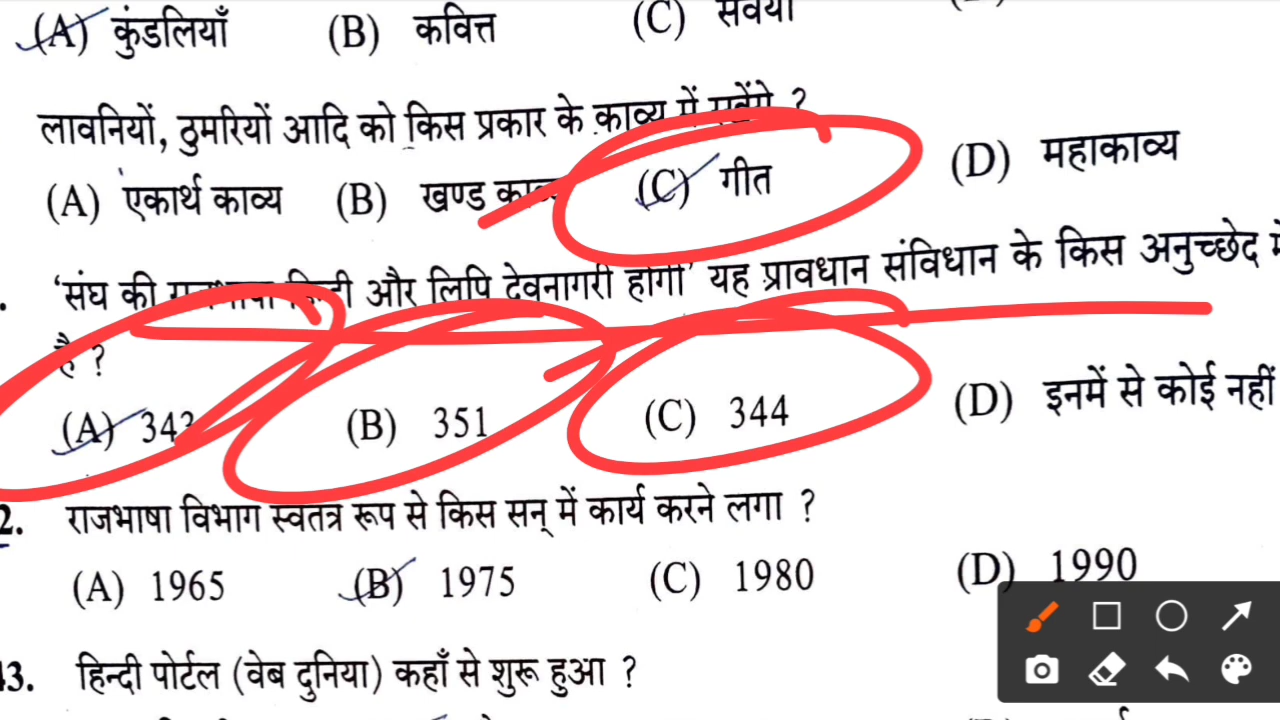 (A) कुंडलियाँ (B) कवित्त (C) सवैया
लावनियों, ठुमरियों आदि को किस प्रकार के काव्य में रखेंगे ?
(A) एकार्थ काव्य (B) खण्ड काव्य (C) गीत (D) महाकाव्य
'संघ की राजभाषा हिन्दी और लिपि देवनागरी होगी' यह प्रावधान संविधान के किस अनुच्छेद में
है ?
(A) 343 (B) 351 (C) 344 (D) इनमें से कोई नहीं
2. राजभाषा विभाग स्वतंत्र रूप से किस सन् में कार्य करने लगा ?
(A) 1965 (B) 1975 (C) 1980 (D) 1990
43. हिन्दी पोर्टल (वेब दुनिया) कहाँ से शुरू हुआ ?